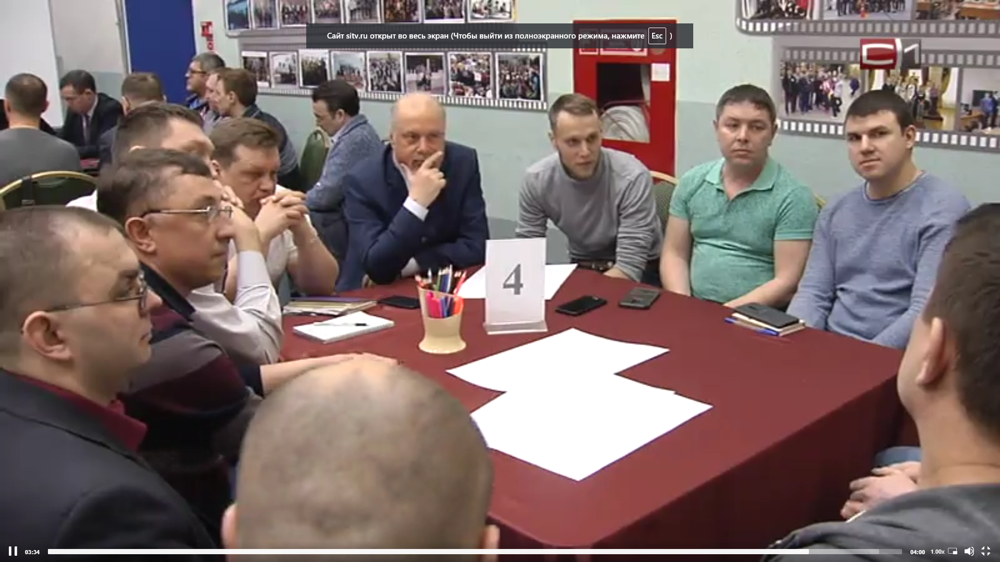 Сайт sitv.ru открыт во весь экран (Чтобы выйти из полноэкранного режима, нажмите Esc )
С 1
4
03:34
04:00 1.00x